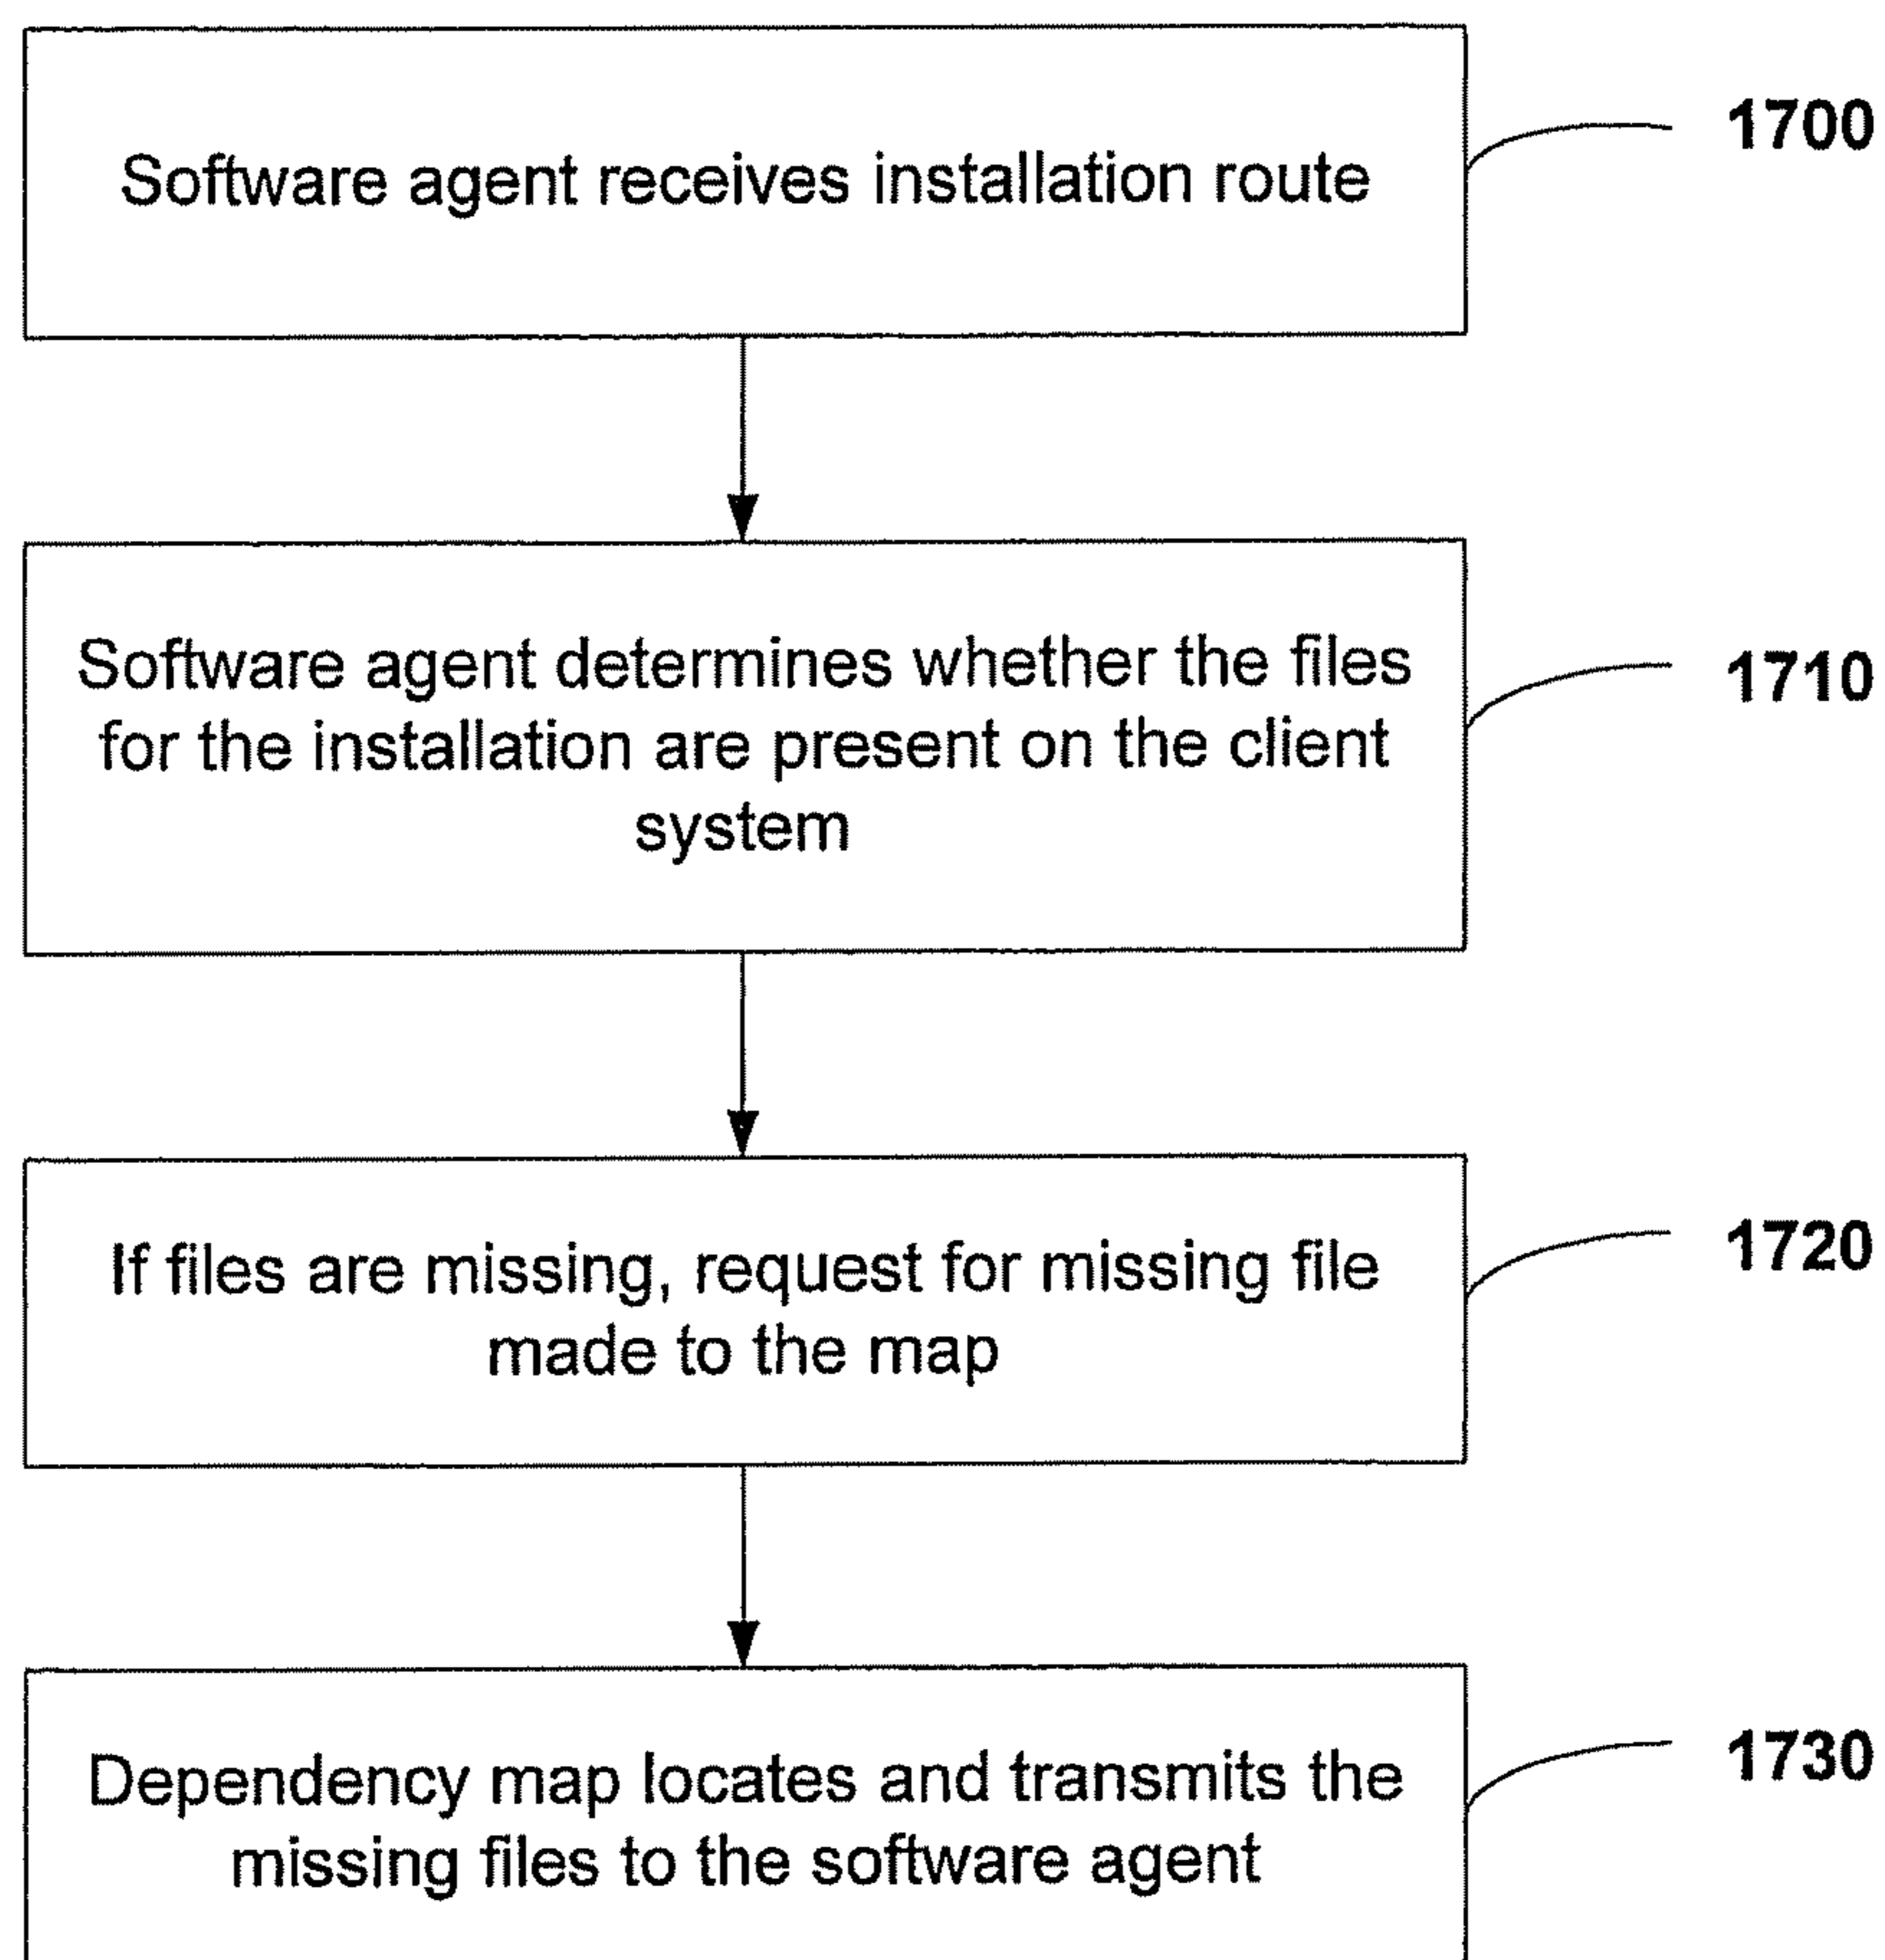 Software agent receives installation route
1700
Software agent determines whether the files
for the installation are present on the client
system
1710
If files are missing, request for missing file
made to the map
1720
Dependency map locates and transmits the
missing files to the software agent
1730